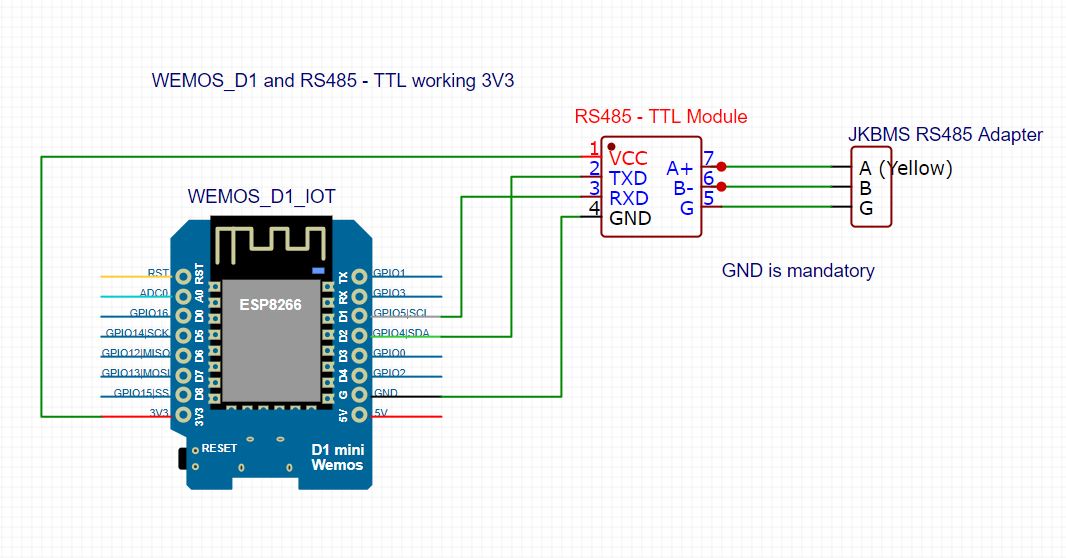 WEMOS_D1 and RS485 - TTL working 3V3
RS485 - TTL Module
JKBMS RS485 Adapter
1 VCC
2 TXD
3 RXD
4 GND
A+ 7
B- 6
G 5
A (Yellow)
B
G
GND is mandatory
WEMOS_D1_IOT
ESP8266
RST RST
ADC0 A0
GPIO16 D0
GPIO14|SCK D5
GPIO12|MISO D6
GPIO13|MOSI D7
GPIO15|SS D8
3V3 3V3
TX GPIO1
RX GPIO3
D1 GPIO5|SCL
D2 GPIO4|SDA
D3 GPIO0
D4 GPIO2
G GND
5V 5V
RESET
D1 mini
Wemos